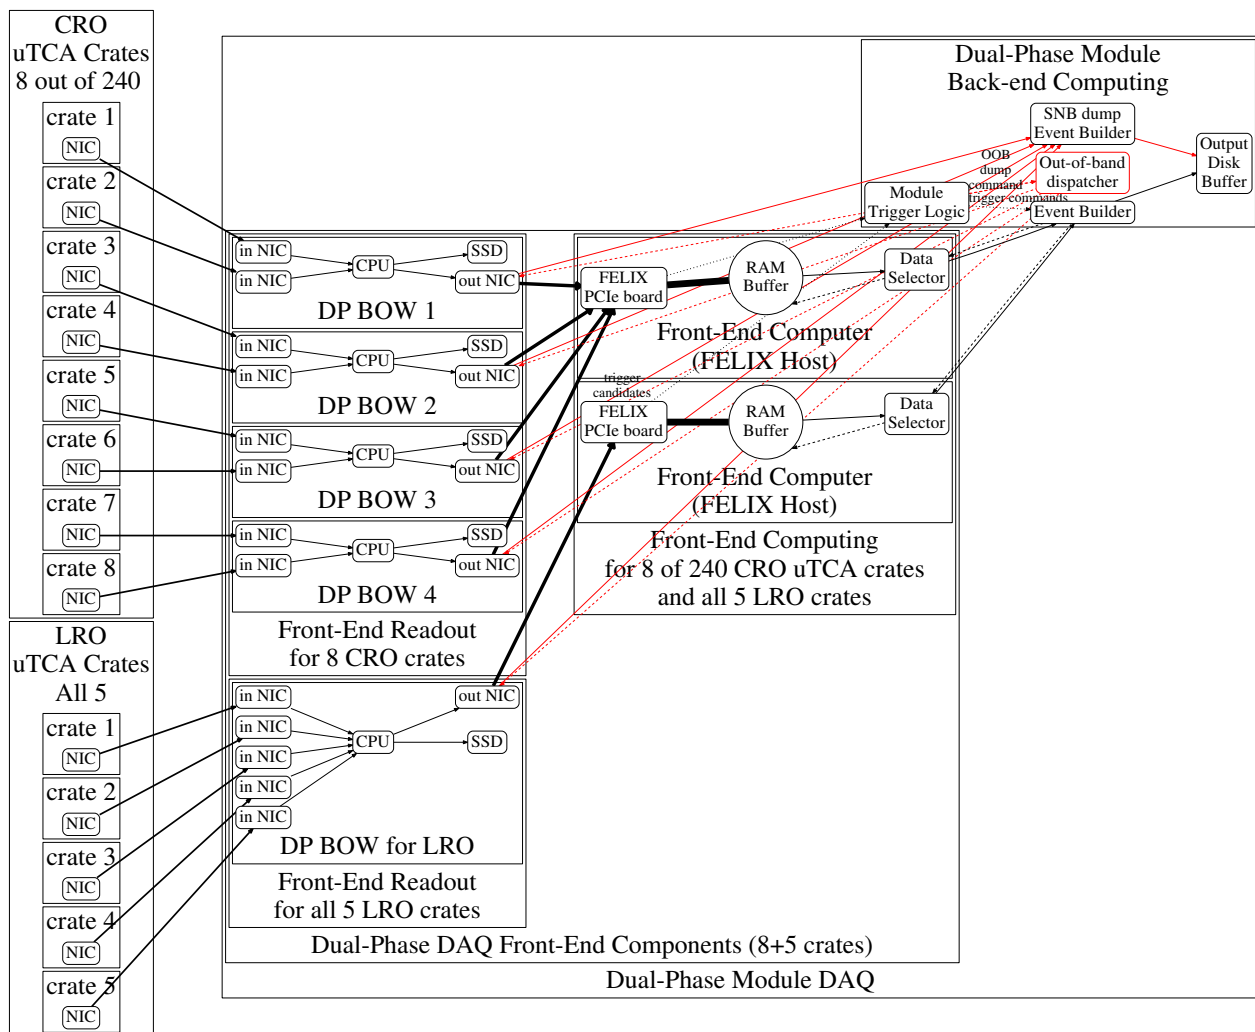 CRO
uTCA Crates
8 out of 240
crate 1
NIC
crate 2
NIC
crate 3
NIC
crate 4
NIC
crate 5
NIC
crate 6
NIC
crate 7
NIC
crate 8
NIC
LRO
uTCA Crates
All 5
crate 1
NIC
crate 2
NIC
crate 3
NIC
crate 4
NIC
crate 5
NIC
in NIC
in NIC
CPU
SSD
out NIC
DP BOW 1
in NIC
in NIC
CPU
SSD
out NIC
DP BOW 2
in NIC
in NIC
CPU
SSD
out NIC
DP BOW 3
in NIC
in NIC
CPU
SSD
out NIC
DP BOW 4
Front-End Readout
for 8 CRO crates
in NIC
in NIC
in NIC
in NIC
in NIC
CPU
out NIC
SSD
DP BOW for LRO
Front-End Readout
for all 5 LRO crates
FELIX
PCIe board
RAM
Buffer
Data
Selector
Front-End Computer
(FELIX Host)
trigger
candidates
FELIX
PCIe board
RAM
Buffer
Data
Selector
Front-End Computer
(FELIX Host)
Front-End Computing
for 8 of 240 CRO uTCA crates
and all 5 LRO crates
Dual-Phase Module
Back-end Computing
SNB dump
Event Builder
Output
Disk
Buffer
OOB
dump
command
Out-of-band
dispatcher
Module
Trigger Logic
trigger commands
Event Builder
Dual-Phase DAQ Front-End Components (8+5 crates)
Dual-Phase Module DAQ